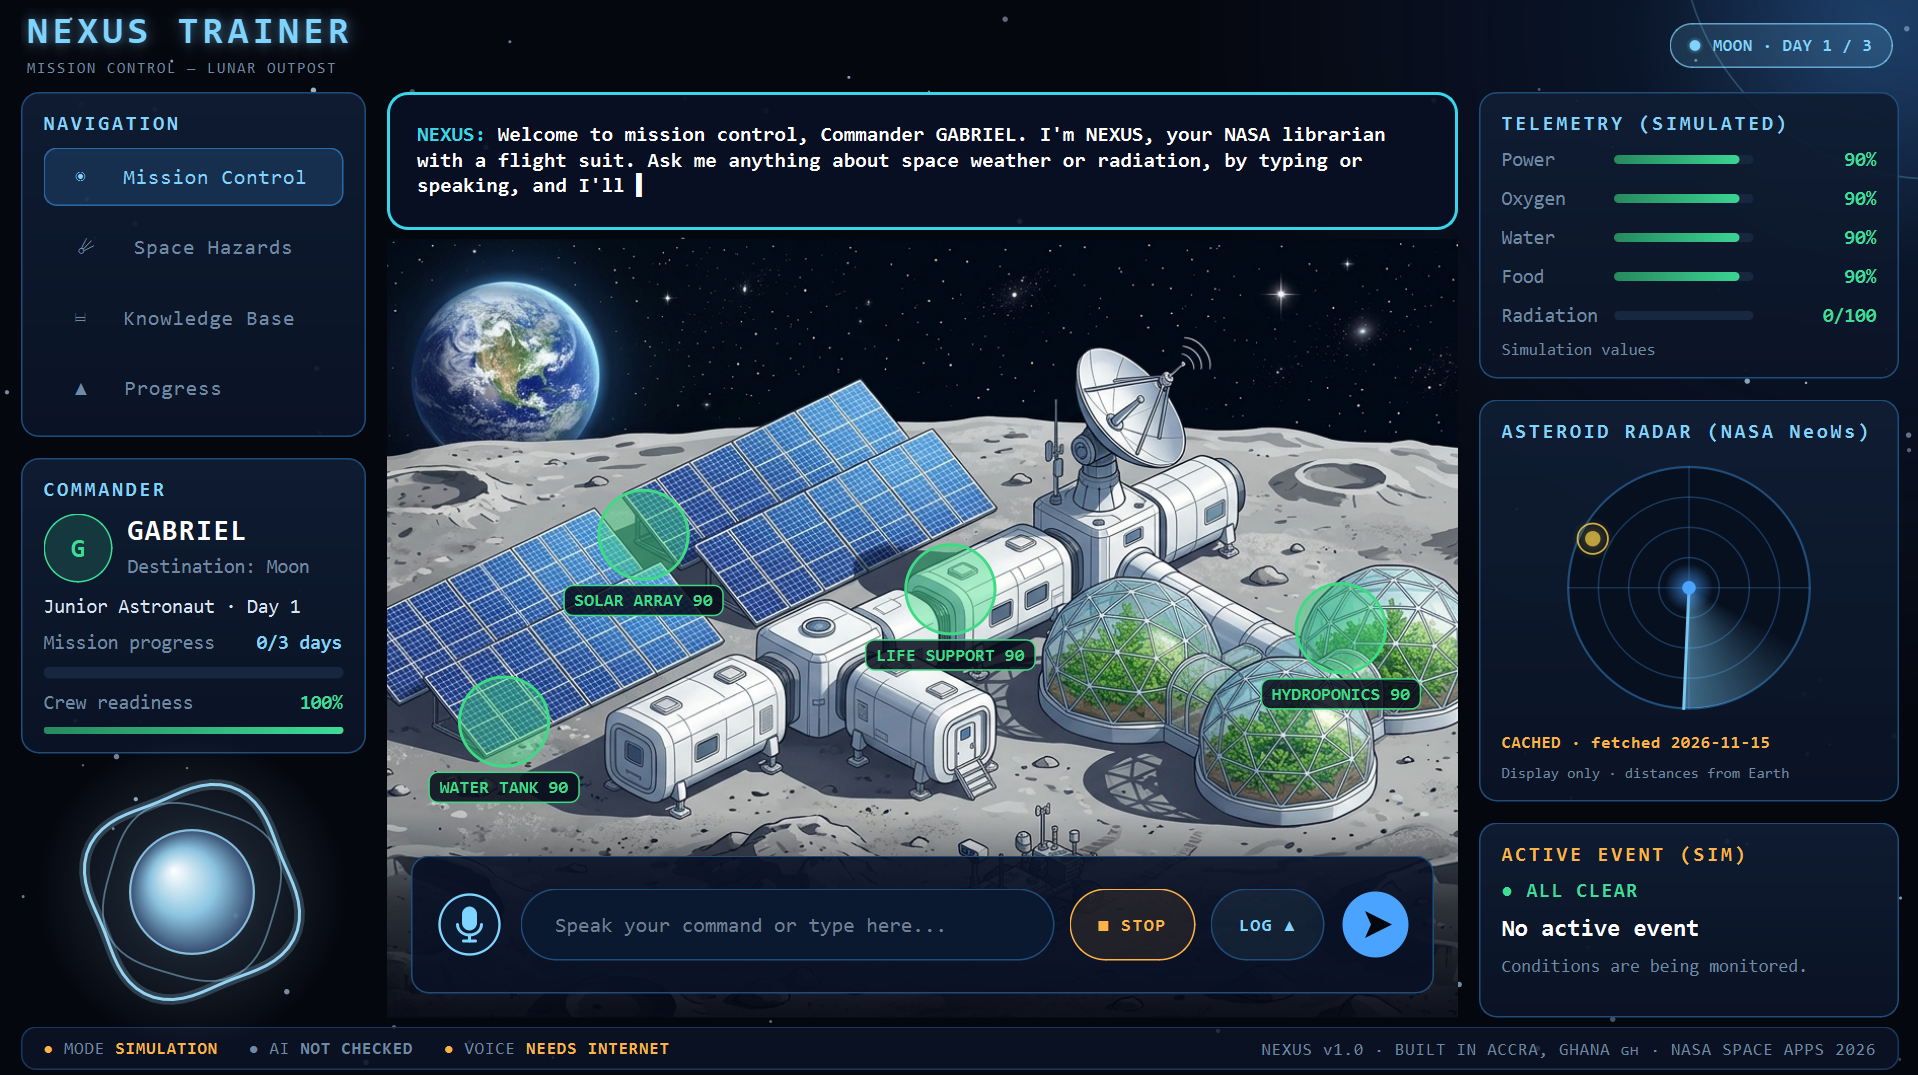 NEXUS TRAINER
MISSION CONTROL — LUNAR OUTPOST
MOON · DAY 1 / 3
NAVIGATION
Mission Control
Space Hazards
Knowledge Base
Progress
COMMANDER
G
GABRIEL
Destination: Moon
Junior Astronaut · Day 1
Mission progress 0/3 days
Crew readiness 100%
NEXUS: Welcome to mission control, Commander GABRIEL. I'm NEXUS, your NASA librarian
with a flight suit. Ask me anything about space weather or radiation, by typing or
speaking, and I'll
SOLAR ARRAY 90
LIFE SUPPORT 90
HYDROPONICS 90
WATER TANK 90
Speak your command or type here...
STOP
LOG ▲
TELEMETRY (SIMULATED)
Power 90%
Oxygen 90%
Water 90%
Food 90%
Radiation 0/100
Simulation values
ASTEROID RADAR (NASA NeoWs)
CACHED · fetched 2026-11-15
Display only · distances from Earth
ACTIVE EVENT (SIM)
● ALL CLEAR
No active event
Conditions are being monitored.
● MODE SIMULATION ● AI NOT CHECKED ● VOICE NEEDS INTERNET
NEXUS v1.0 · BUILT IN ACCRA, GHANA GH · NASA SPACE APPS 2026